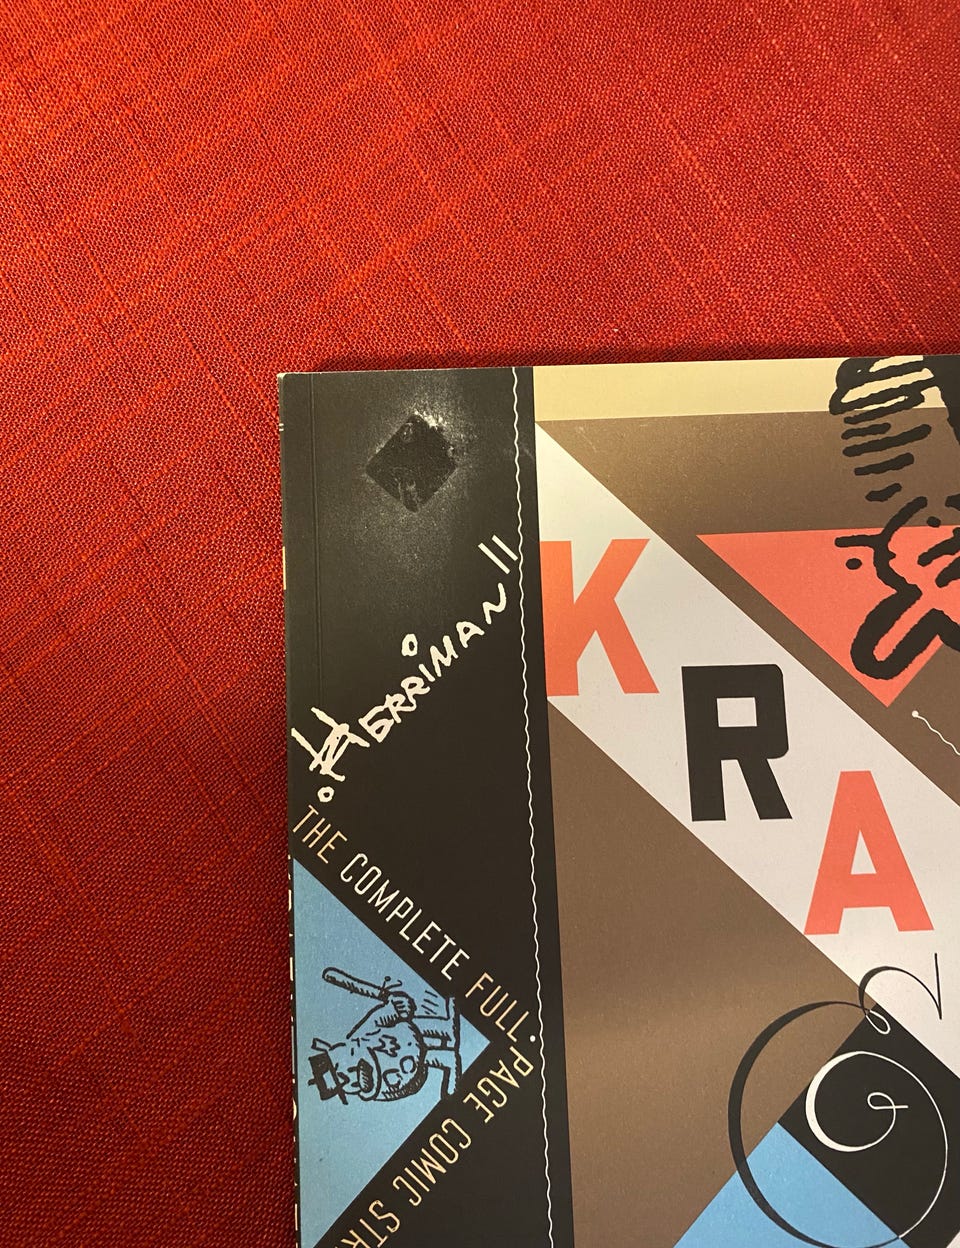 HERRIMAN
KRA
THE COMPLETE FULL-PAGE COMIC STR